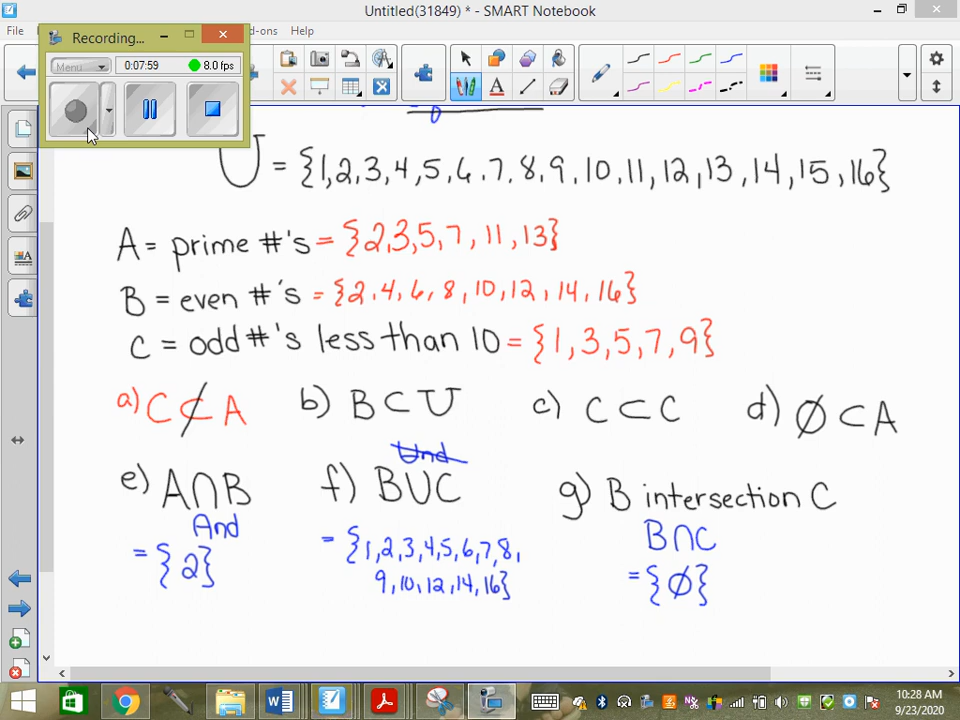 Untitled(31849) * - SMART Notebook
File
d-ons
Help
Recording...
Menu
0:07:59
8.0 fps
U = {1,2,3,4,5,6,7,8,9,10,11,12,13,14,15,16}
A = prime #'s = {2,3,5,7,11,13}
B = even #'s = {2,4,6,8,10,12,14,16}
C = odd #'s less than 10 = {1,3,5,7,9}
a) C ⊄ A b) B ⊂ U c) C ⊂ C d) ∅ ⊂ A
Und
e) A∩B f) B∪C g) B intersection C
And
B∩C
= {2}
= {1,2,3,4,5,6,7,8,
9,10,12,14,16}
= {∅}
10:28 AM
9/23/2020